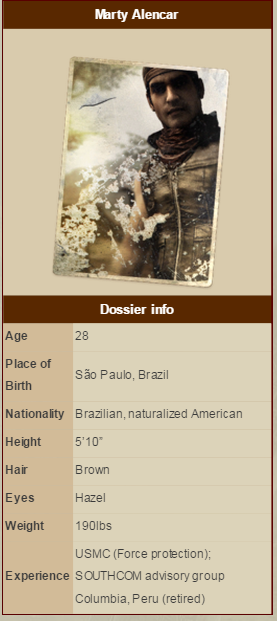 Marty Alencar
Dossier info
Age 28
Place of Birth São Paulo, Brazil
Nationality Brazilian, naturalized American
Height 5'10”
Hair Brown
Eyes Hazel
Weight 190lbs
Experience USMC (Force protection);
SOUTHCOM advisory group
Columbia, Peru (retired)